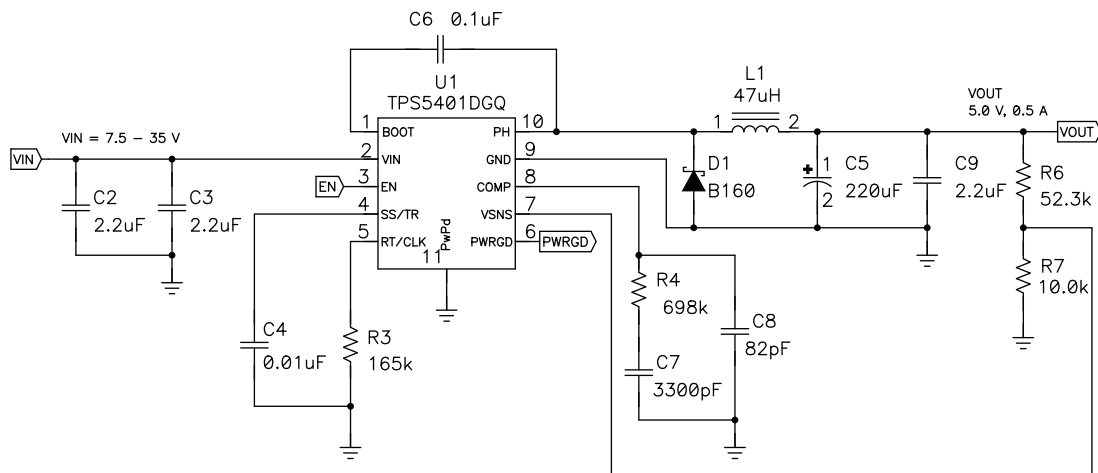 C6 0.1uF
U1
TPS5401DGQ
1 BOOT
PH 10
2 VIN
GND 9
3 EN
COMP 8
4 SS/TR
VSNS 7
5 RT/CLK
PWRGD 6
11 PwPd
VIN = 7.5 – 35 V
VIN
EN
PWRGD
C2
2.2uF
C3
2.2uF
C4
0.01uF
R3
165k
L1
47uH
1 2
VOUT
5.0 V, 0.5 A
VOUT
D1
B160
+ 1
2
C5
220uF
C9
2.2uF
R6
52.3k
R7
10.0k
R4
698k
C7
3300pF
C8
82pF